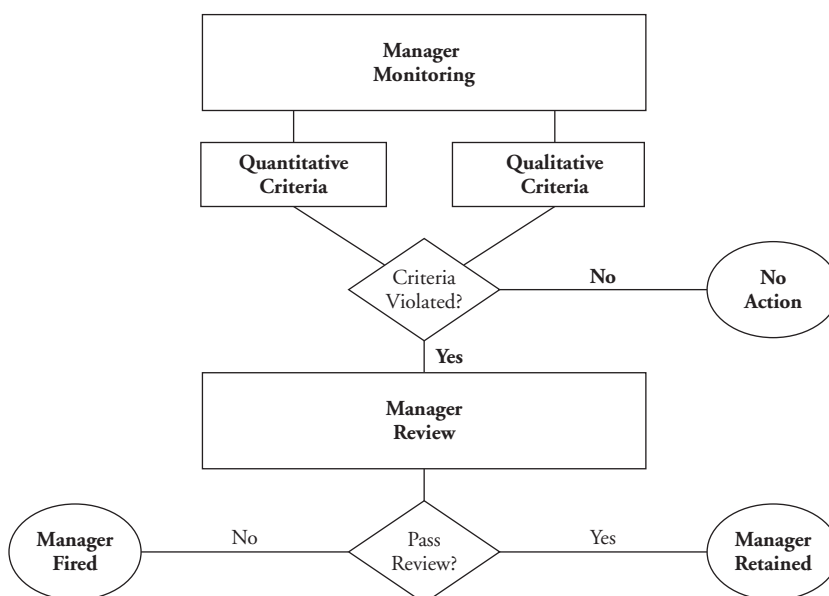 Manager
Monitoring
Quantitative
Criteria
Qualitative
Criteria
Criteria
Violated?
No
No
Action
Yes
Manager
Review
Manager
Fired
No
Pass
Review?
Yes
Manager
Retained